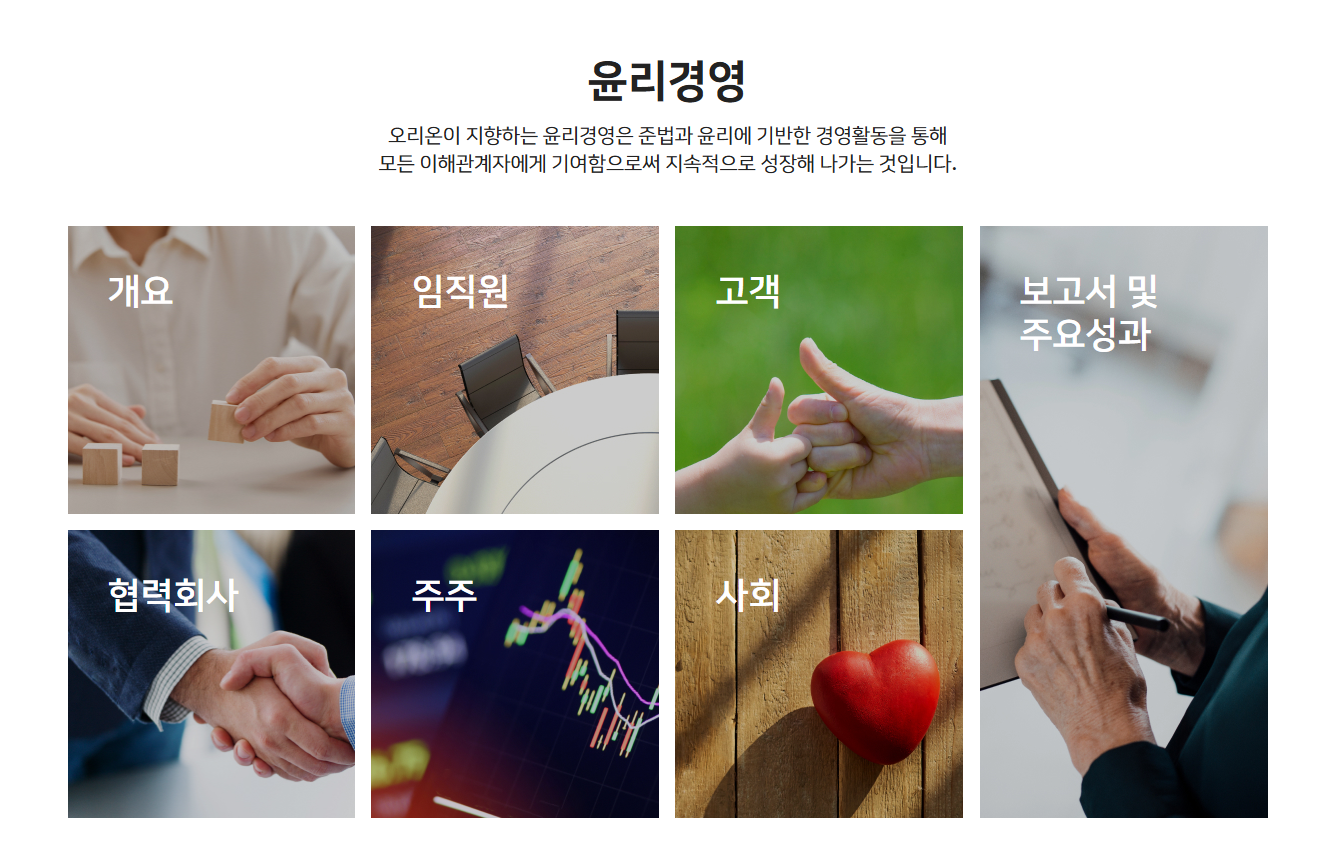 윤리경영
오리온이 지향하는 윤리경영은 준법과 윤리에 기반한 경영활동을 통해
모든 이해관계자에게 기여함으로써 지속적으로 성장해 나가는 것입니다.
개요
임직원
고객
보고서 및
주요성과
협력회사
주주
사회